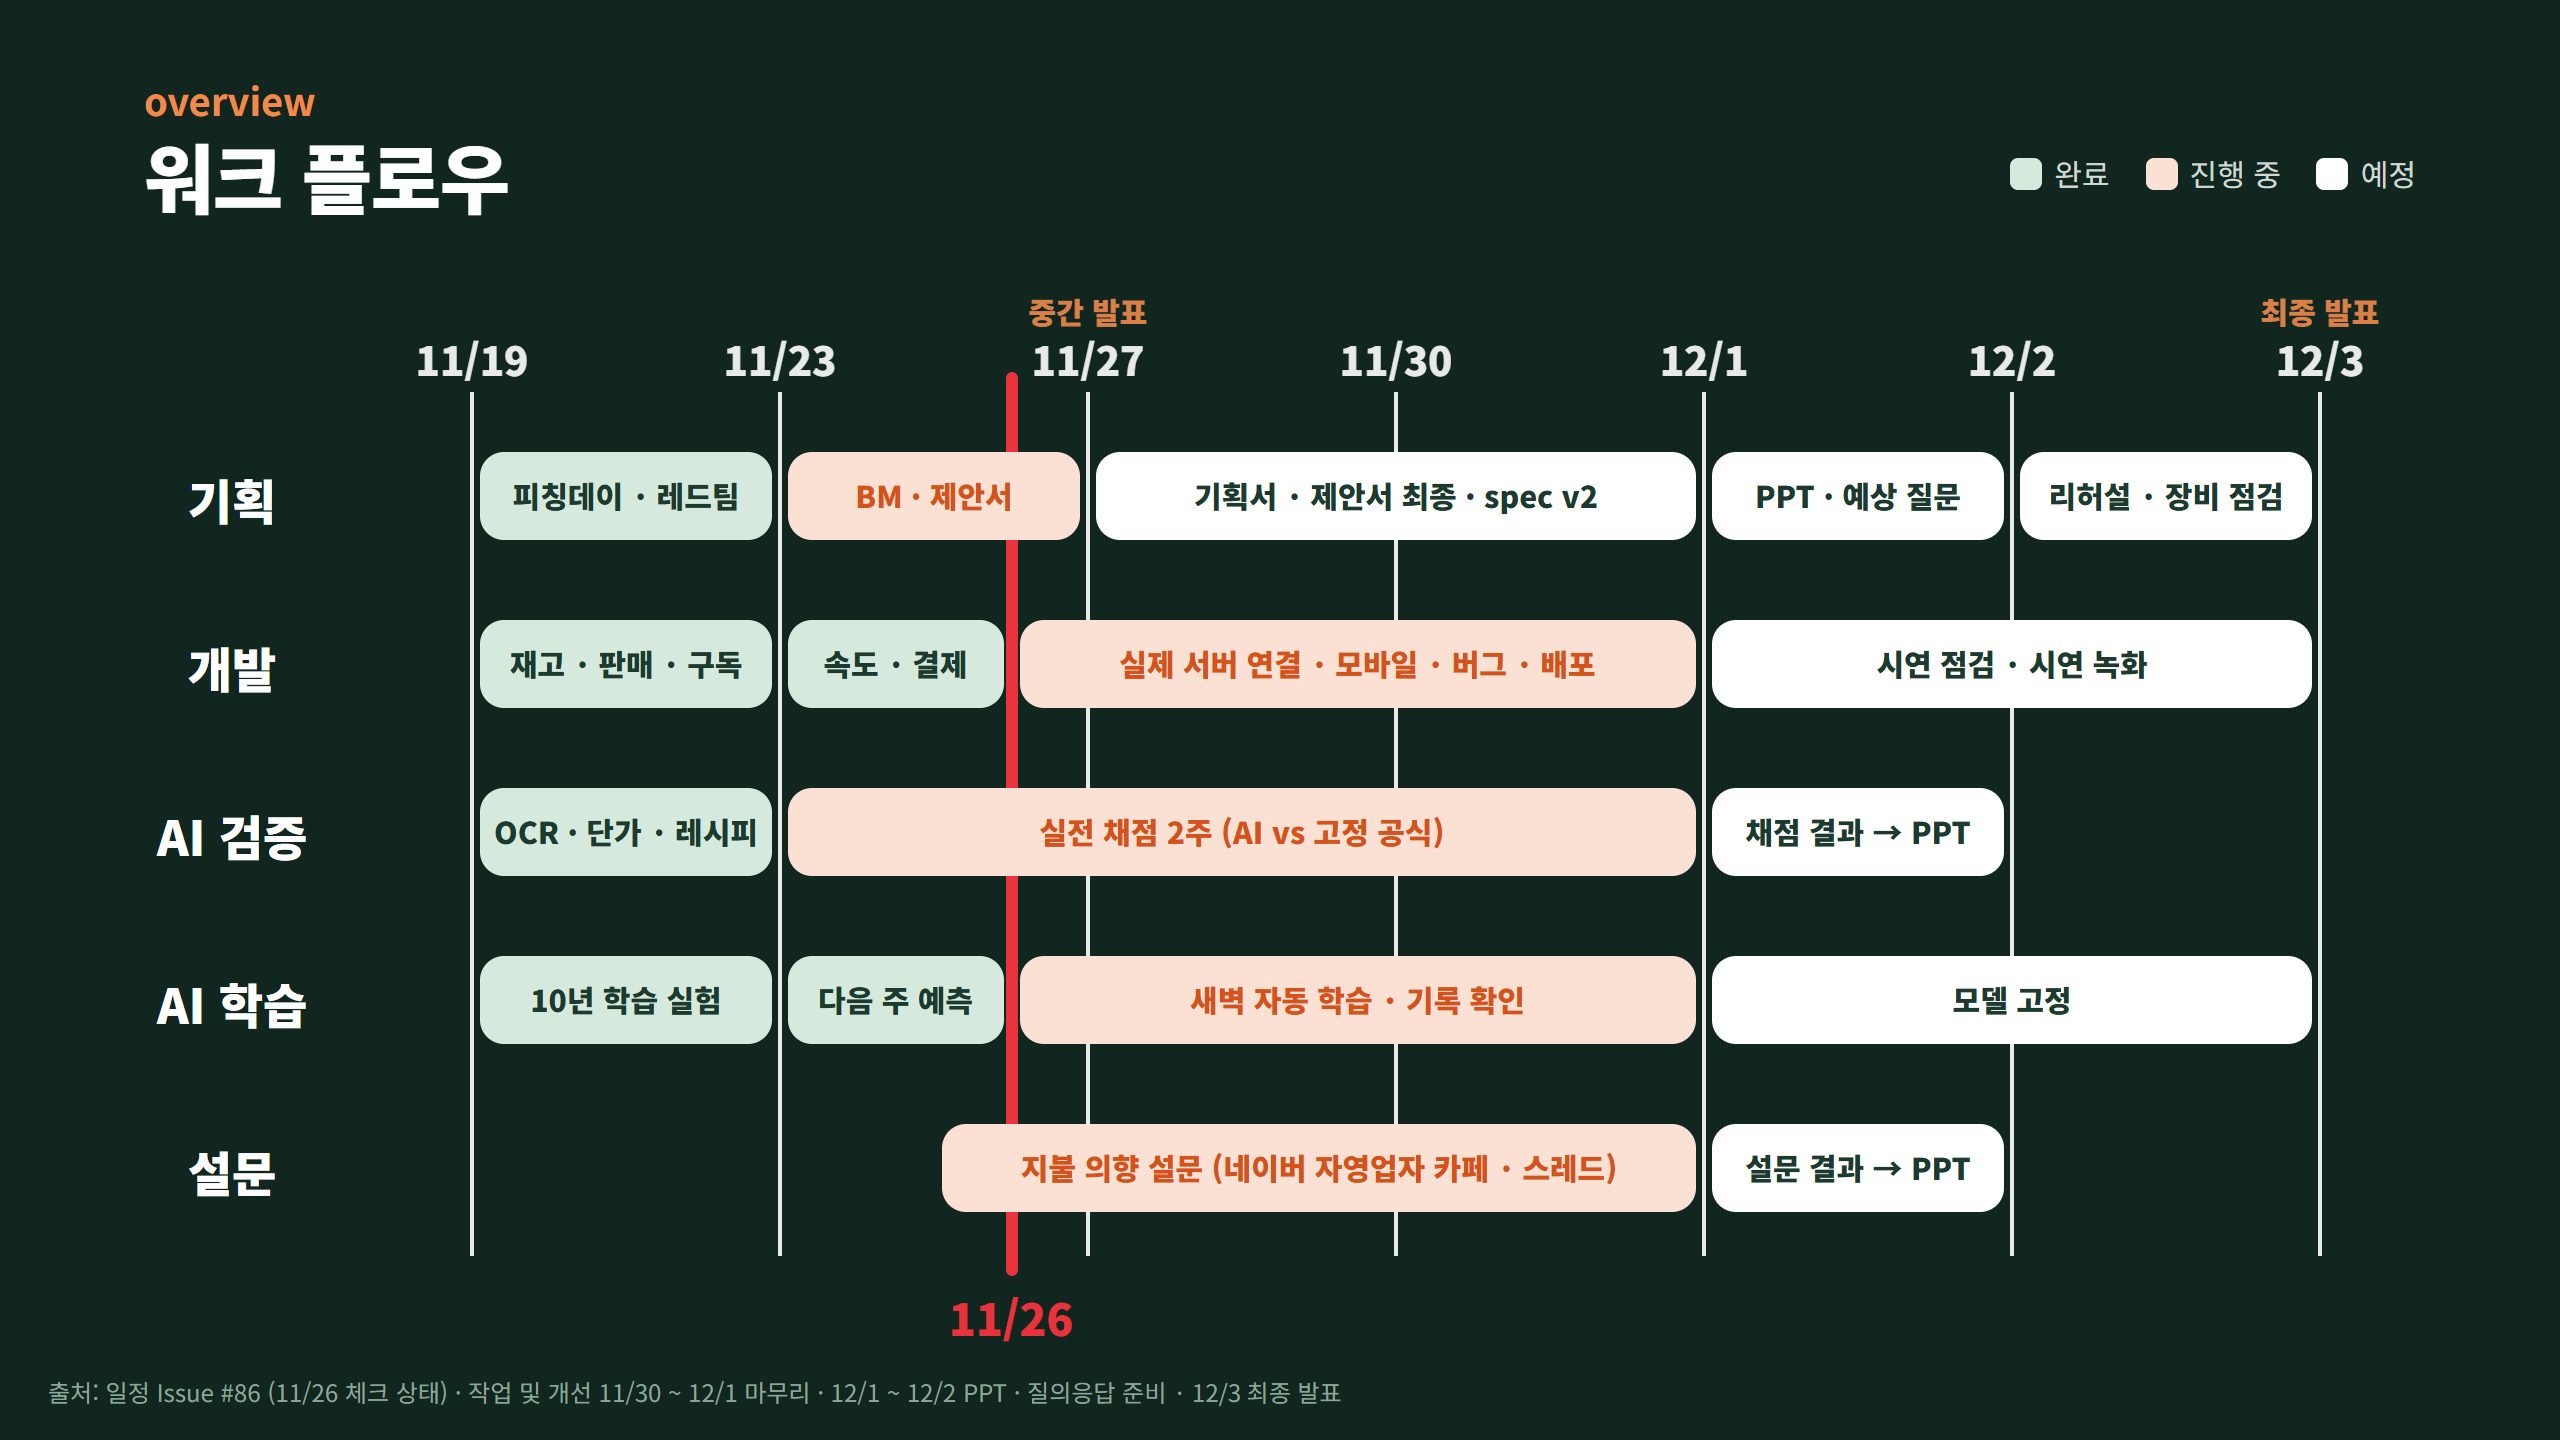 overview
워크 플로우
완료 진행 중 예정
중간 발표 최종 발표
11/19 11/23 11/27 11/30 12/1 12/2 12/3
기획 피칭데이 · 레드팀 BM · 제안서 기획서 · 제안서 최종 · spec v2 PPT · 예상 질문 리허설 · 장비 점검
개발 재고 · 판매 · 구독 속도 · 결제 실제 서버 연결 · 모바일 · 버그 · 배포 시연 점검 · 시연 녹화
AI 검증 OCR · 단가 · 레시피 실전 채점 2주 (AI vs 고정 공식) 채점 결과 → PPT
AI 학습 10년 학습 실험 다음 주 예측 새벽 자동 학습 · 기록 확인 모델 고정
설문 지불 의향 설문 (네이버 자영업자 카페 · 스레드) 설문 결과 → PPT
11/26
출처: 일정 Issue #86 (11/26 체크 상태) · 작업 및 개선 11/30 ~ 12/1 마무리 · 12/1 ~ 12/2 PPT · 질의응답 준비 · 12/3 최종 발표